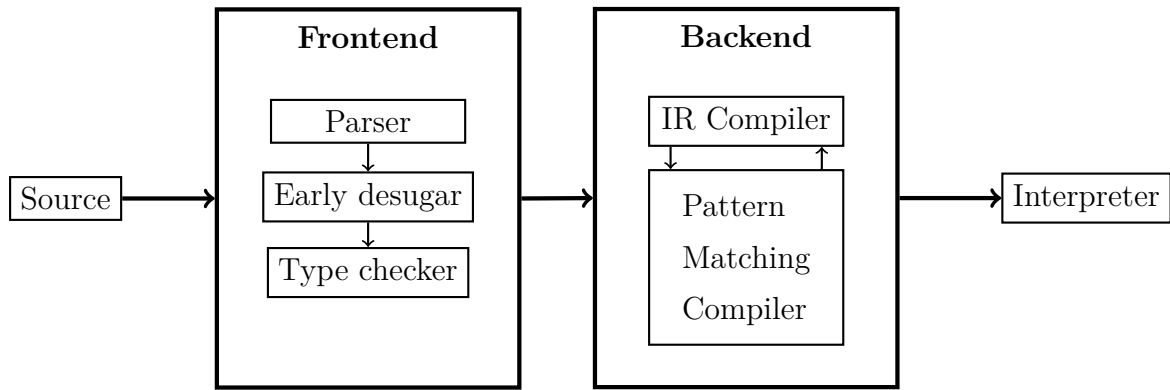 Frontend
Backend
Parser
IR Compiler
Source
Early desugar
Pattern
Interpreter
Matching
Type checker
Compiler